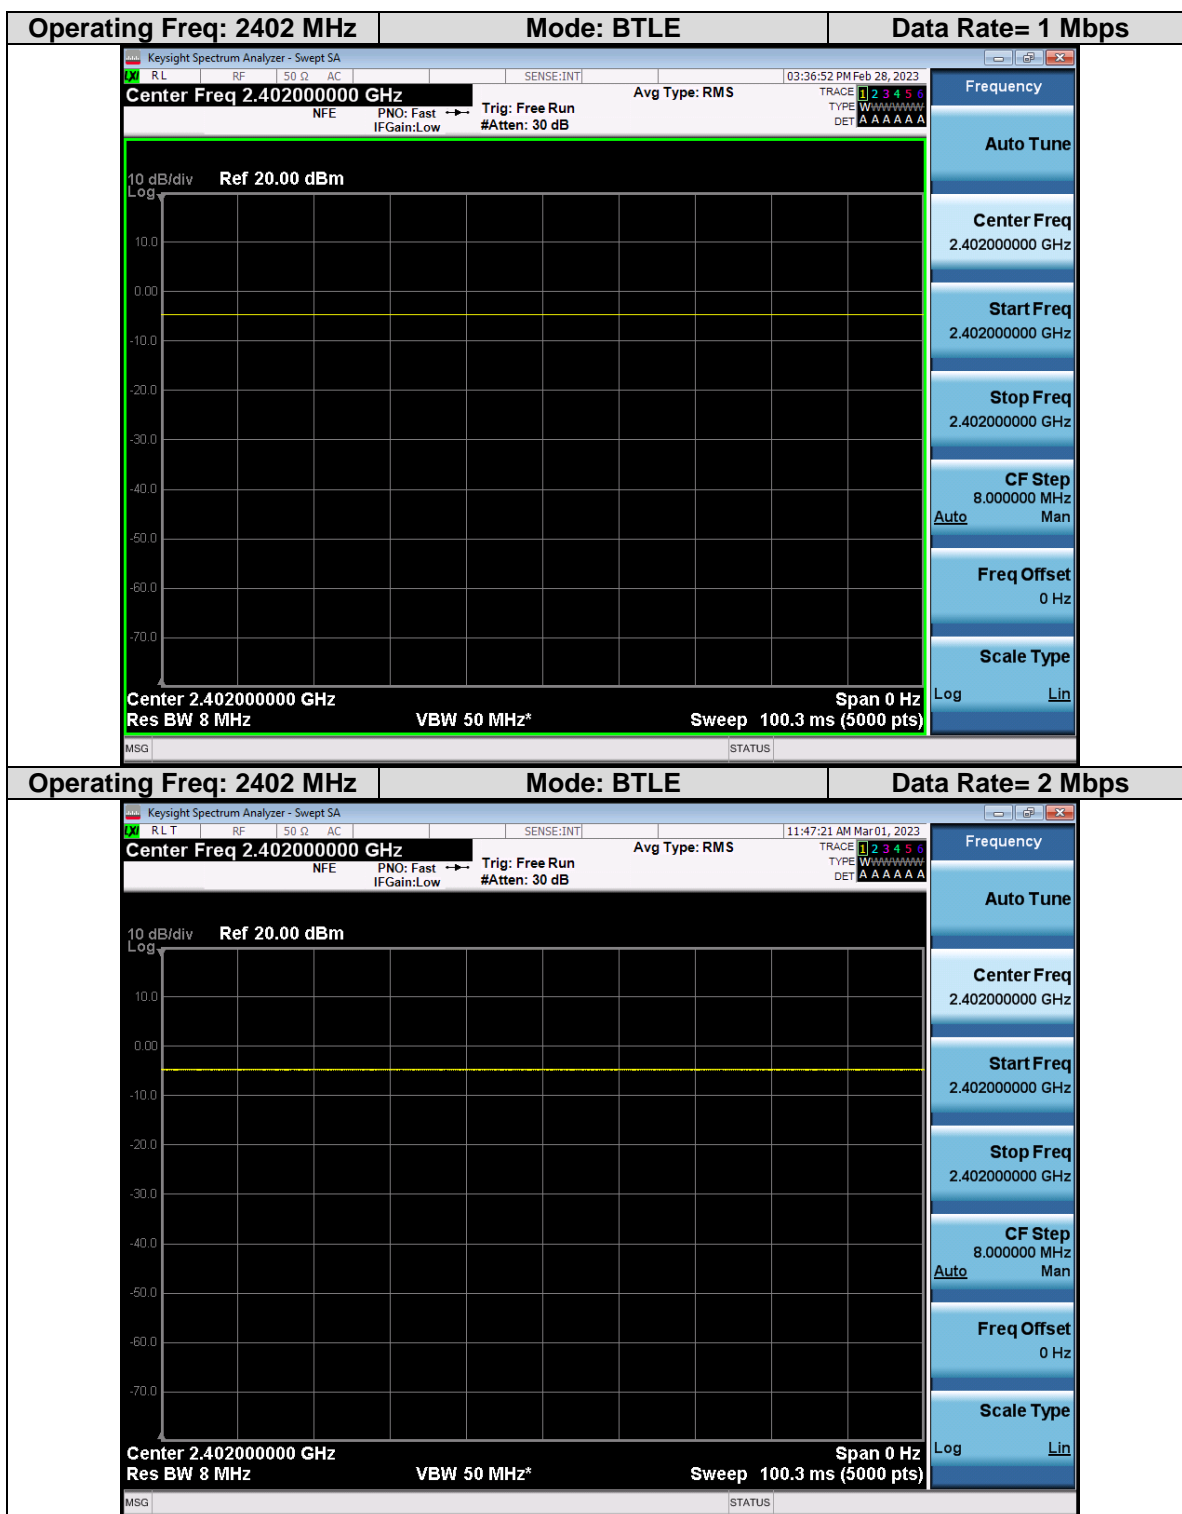 Operating Freq: 2402 MHz Mode: BTLE Data Rate= 1 Mbps
Keysight Spectrum Analyzer - Swept SA
LXI RL RF 50 Ω AC SENSE:INT 03:36:52 PM Feb 28, 2023
Center Freq 2.402000000 GHz Avg Type: RMS TRACE 1 2 3 4 5 6
NFE PNO: Fast Trig: Free Run TYPE WWWWWW
IFGain:Low #Atten: 30 dB DET A A A A A A
Frequency
Auto Tune
10 dB/div Ref 20.00 dBm
Log
10.0
0.00
-10.0
-20.0
-30.0
-40.0
-50.0
-60.0
-70.0
Center Freq
2.402000000 GHz
Start Freq
2.402000000 GHz
Stop Freq
2.402000000 GHz
CF Step
8.000000 MHz
Auto Man
Freq Offset
0 Hz
Scale Type
Log Lin
Center 2.402000000 GHz Span 0 Hz
Res BW 8 MHz VBW 50 MHz* Sweep 100.3 ms (5000 pts)
MSG STATUS
Operating Freq: 2402 MHz Mode: BTLE Data Rate= 2 Mbps
Keysight Spectrum Analyzer - Swept SA
LXI RLT RF 50 Ω AC SENSE:INT 11:47:21 AM Mar 01, 2023
Center Freq 2.402000000 GHz Avg Type: RMS TRACE 1 2 3 4 5 6
NFE PNO: Fast Trig: Free Run TYPE WWWWWW
IFGain:Low #Atten: 30 dB DET A A A A A A
Frequency
Auto Tune
10 dB/div Ref 20.00 dBm
Log
10.0
0.00
-10.0
-20.0
-30.0
-40.0
-50.0
-60.0
-70.0
Center Freq
2.402000000 GHz
Start Freq
2.402000000 GHz
Stop Freq
2.402000000 GHz
CF Step
8.000000 MHz
Auto Man
Freq Offset
0 Hz
Scale Type
Log Lin
Center 2.402000000 GHz Span 0 Hz
Res BW 8 MHz VBW 50 MHz* Sweep 100.3 ms (5000 pts)
MSG STATUS